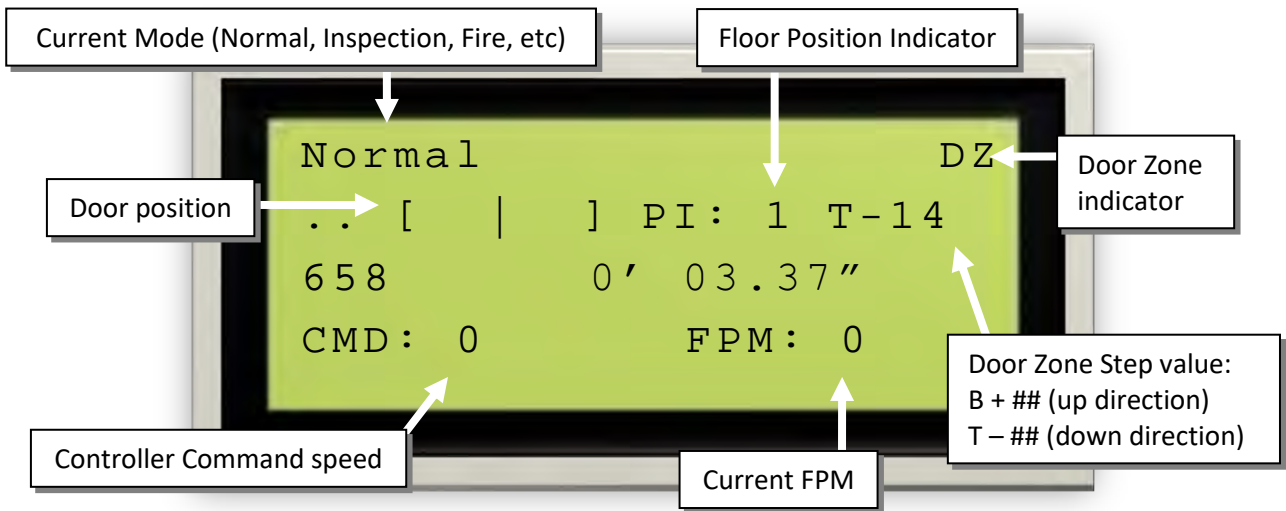 Current Mode (Normal, Inspection, Fire, etc)
Floor Position Indicator
Normal DZ
Door Zone
indicator
Door position
.. [ | ] PI: 1 T-14
658 0' 03.37"
CMD: 0 FPM: 0
Door Zone Step value:
B + ## (up direction)
T – ## (down direction)
Controller Command speed
Current FPM